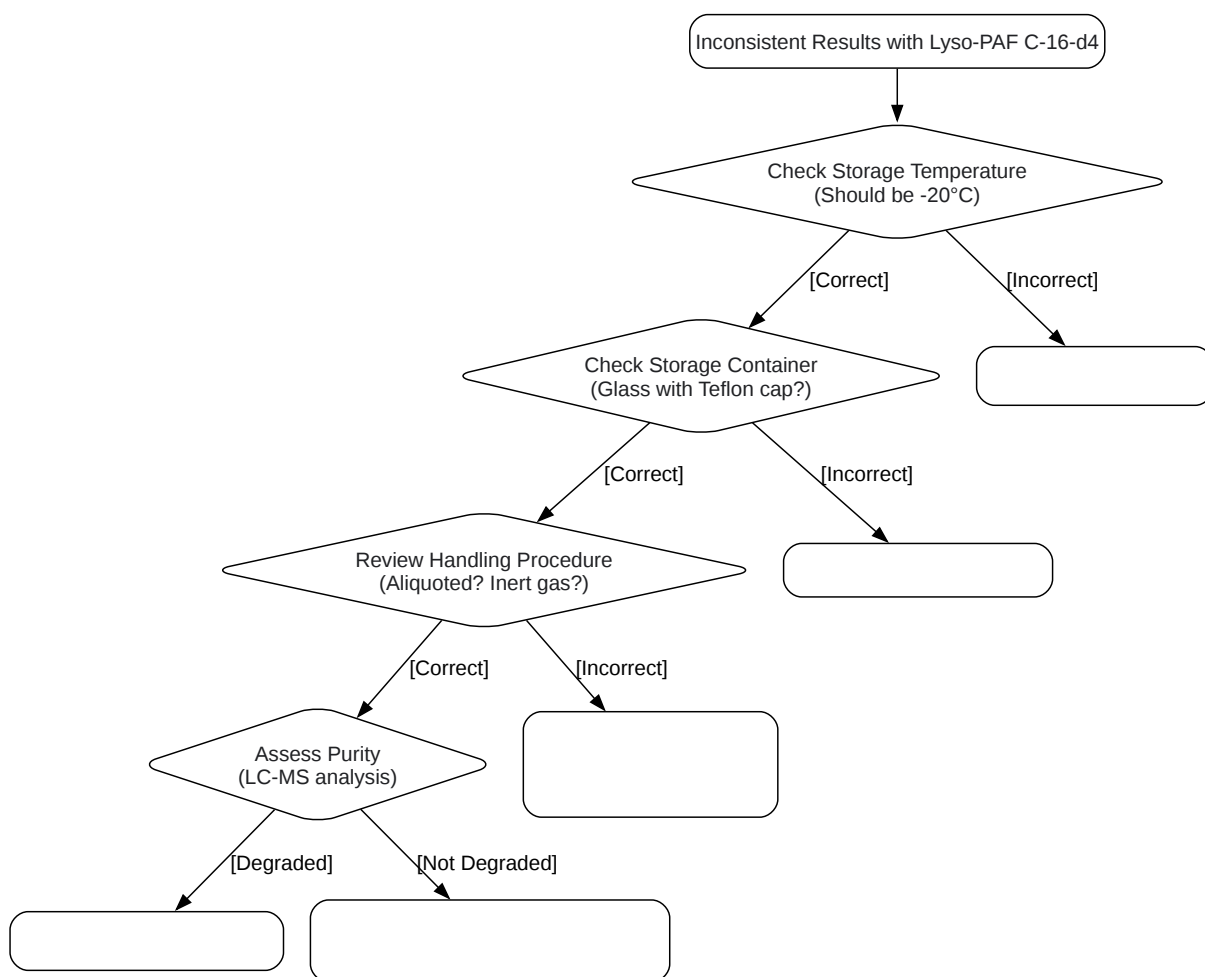 Inconsistent Results with Lyso-PAF C-16-d4
Check Storage Temperature
(Should be -20°C)
[Correct]
[Incorrect]
Check Storage Container
(Glass with Teflon cap?)
[Correct]
[Incorrect]
Review Handling Procedure
(Aliquoted? Inert gas?)
[Correct]
[Incorrect]
Assess Purity
(LC-MS analysis)
[Degraded]
[Not Degraded]